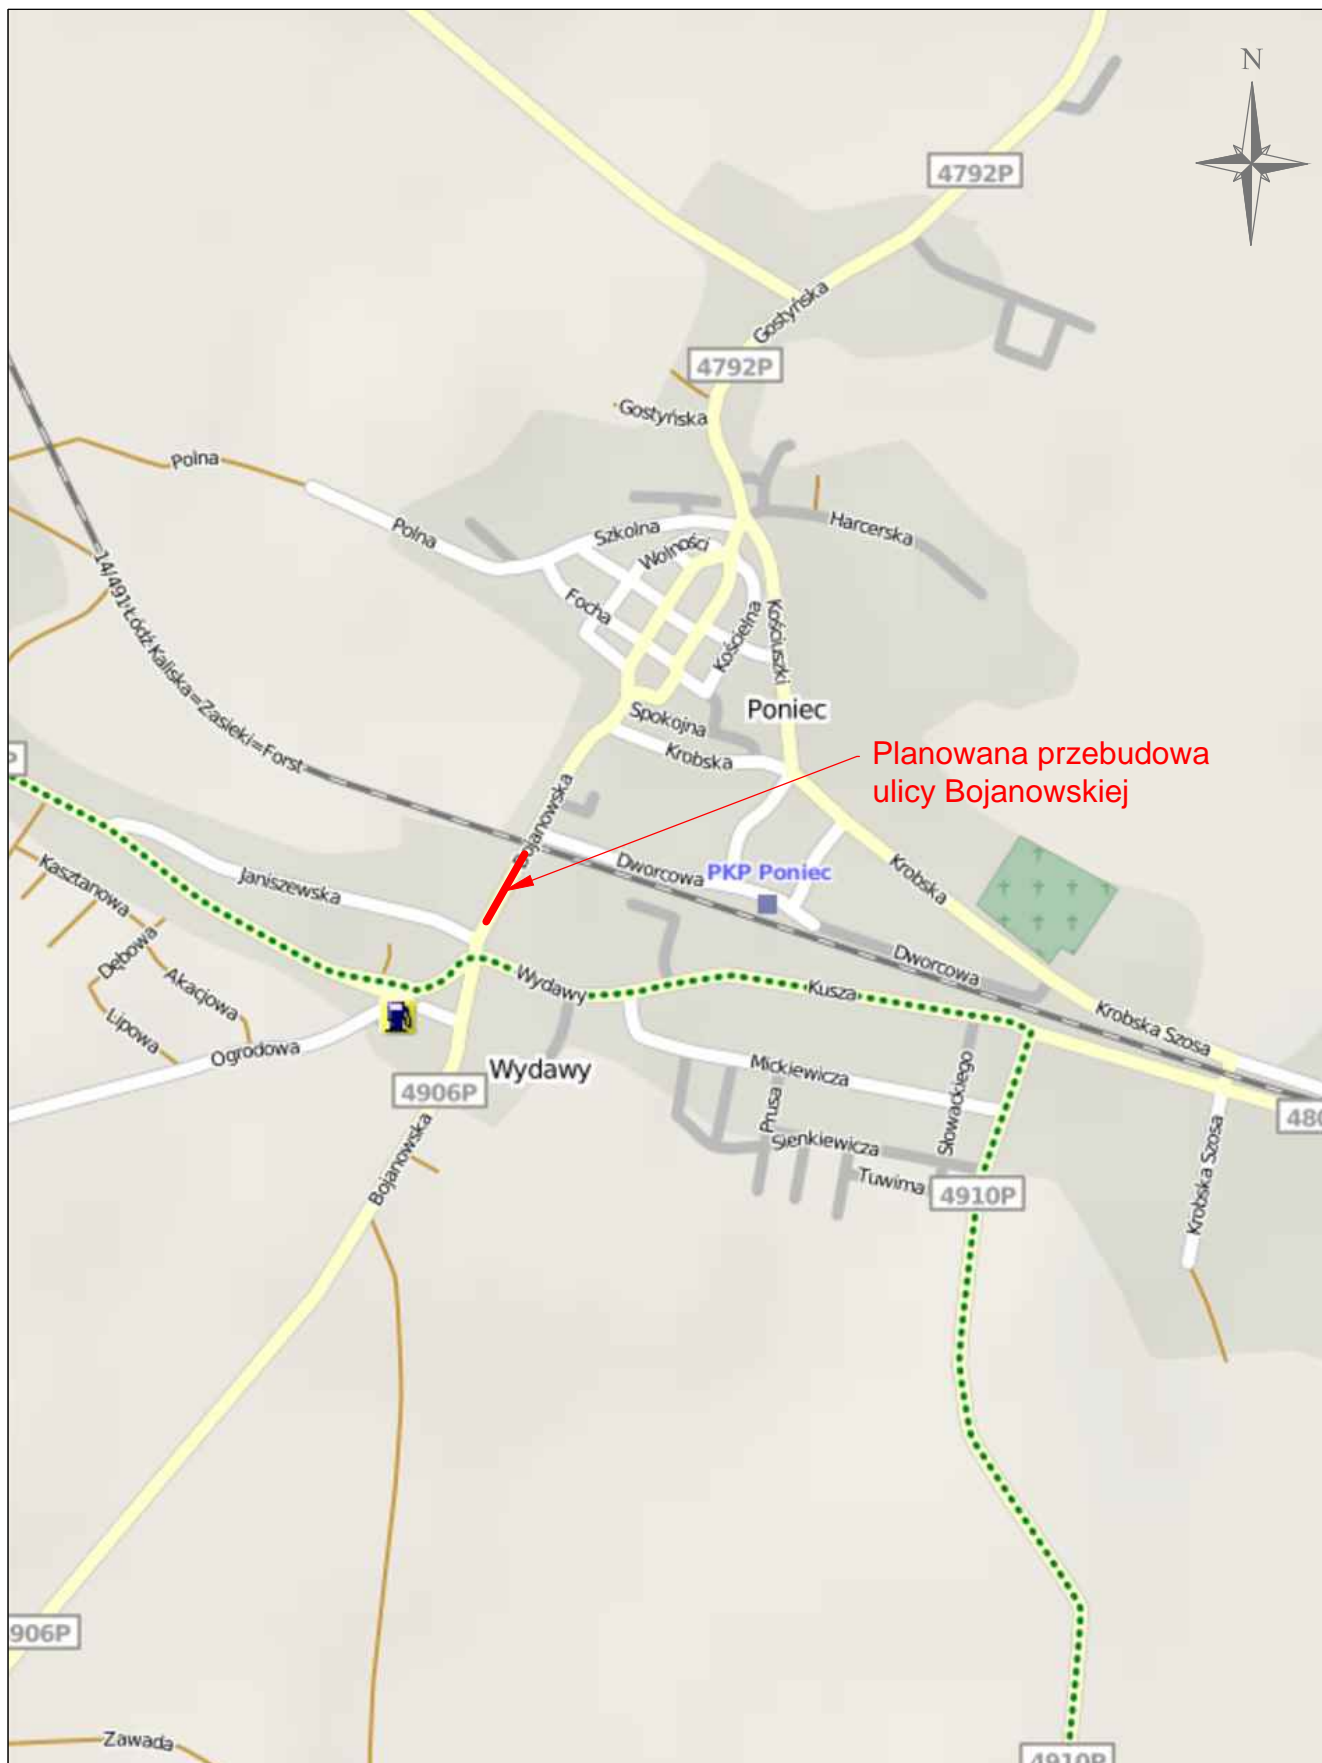 N
4792P
Gostyńska
4792P
Gostyńska
Polna
Polna
Szkolna
Harcerska
Wolności
Focha
Kościelna
Kościuszki
14/491 Łódź Kaliska=Zasieki=Forst
Poniec
Spokojna
Krobska
Planowana przebudowa
ulicy Bojanowskiej
P
Bojanowska
Dworcowa
PKP Poniec
Krobska
Janiszewska
Kasztanowa
Dębowa
Akacjowa
Lipowa
Ogrodowa
Wydawy
Kusza
Dworcowa
Krobska Szosa
Wydawy
4906P
Mickiewicza
Słowackiego
Prusa
Sienkiewicza
Tuwima
480
Krobska Szosa
Bojanowska
4910P
906P
Zawada
4910P